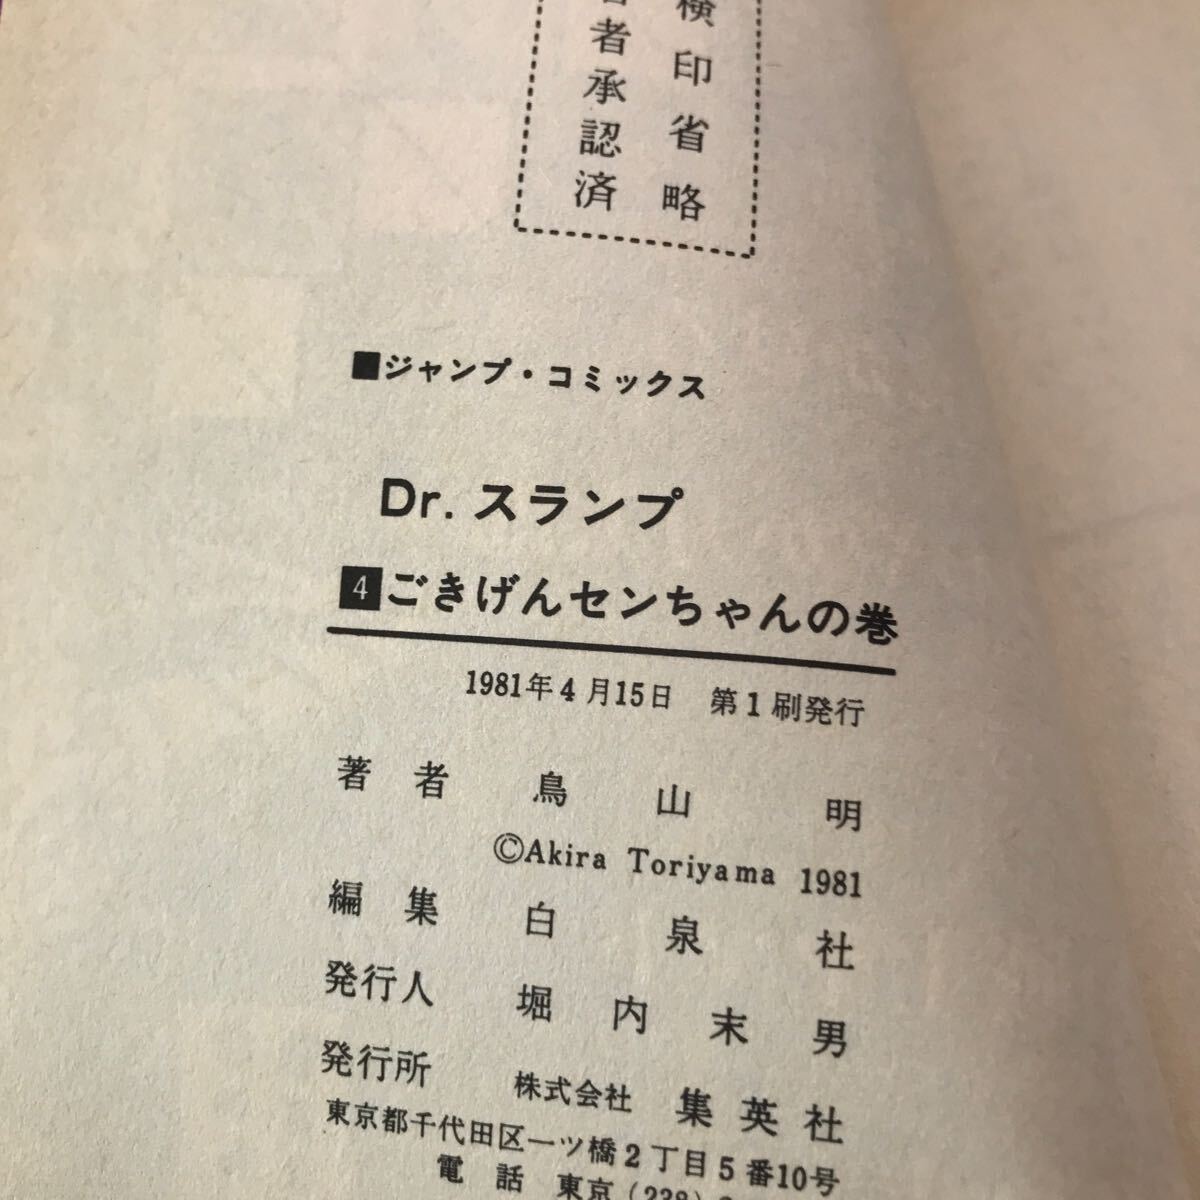 検印省略
者承認済
■ジャンプ・コミックス
Dr.スランプ
4ごきげんセンちゃんの巻
1981年4月15日 第1刷発行
著者 鳥山明
©Akira Toriyama 1981
編集 白泉社
発行人 堀内末男
発行所 株式会社 集英社
東京都千代田区一ツ橋2丁目5番10号
電話 東京(238)